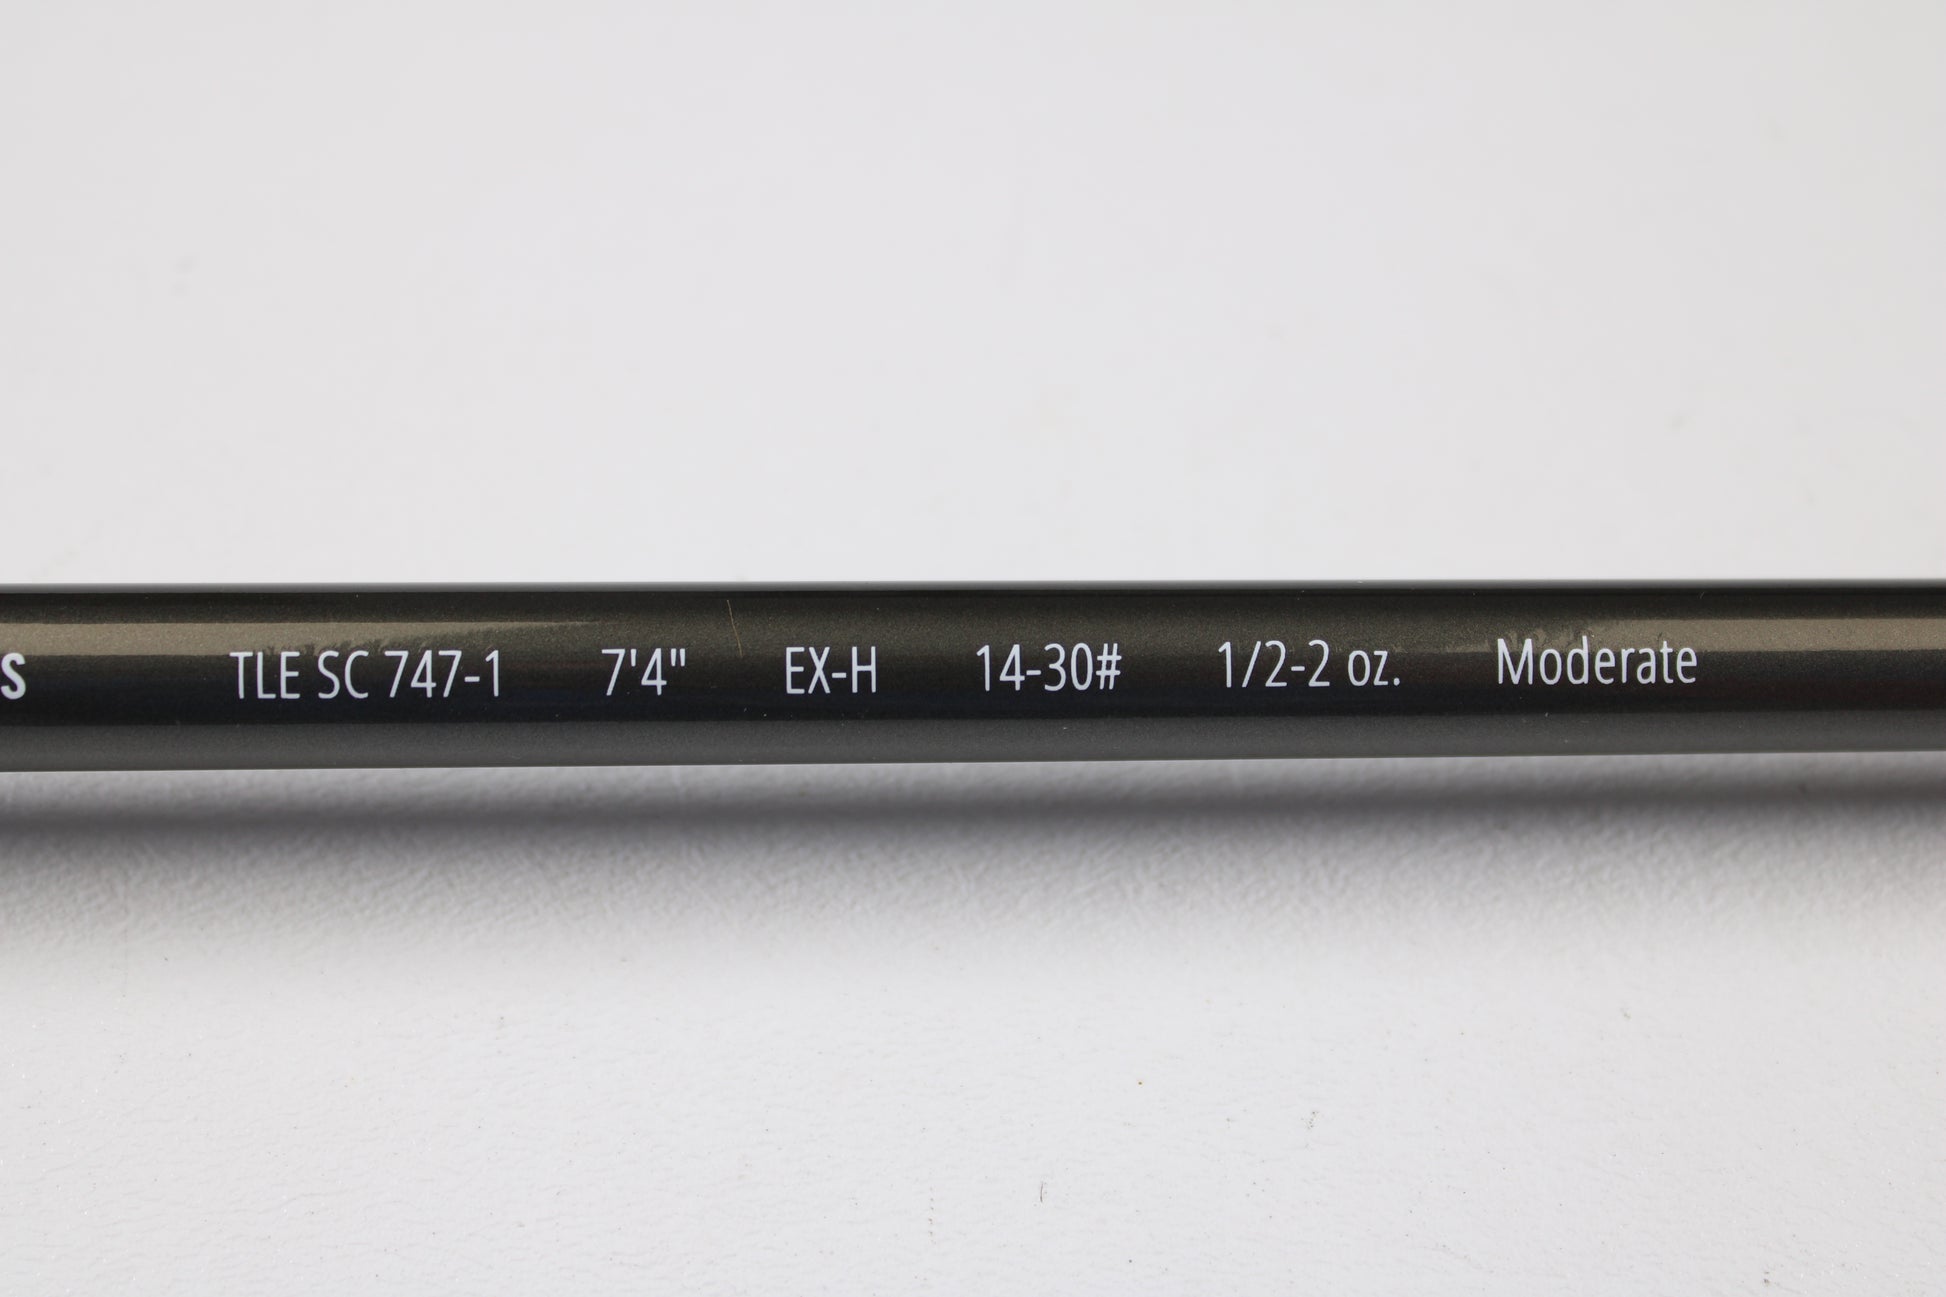 s TLE SC 747-1 7'4" EX-H 14-30# 1/2-2 oz. Moderate